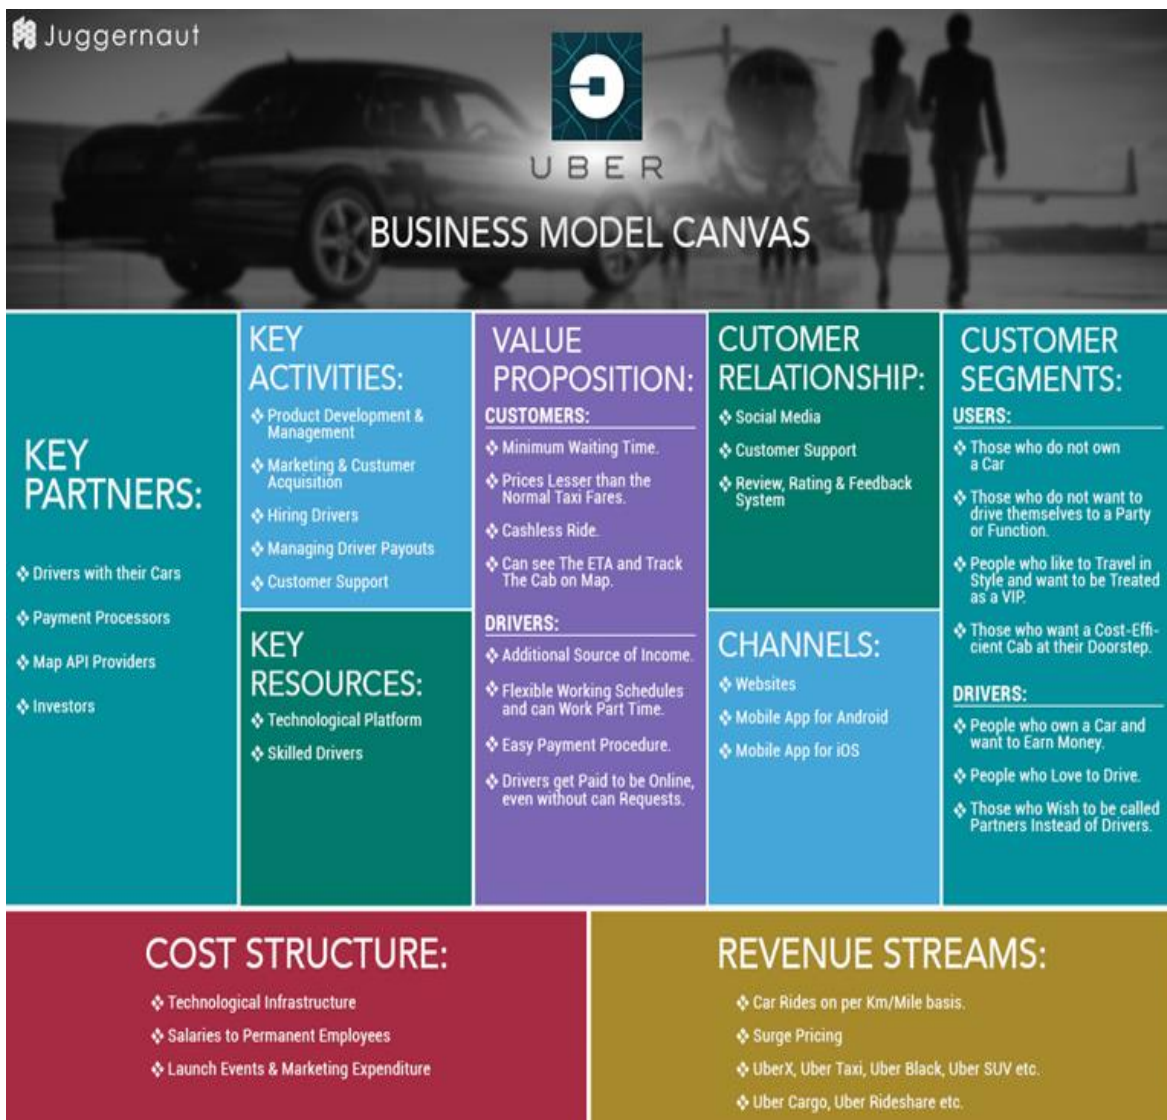 Juggernaut
UBER
BUSINESS MODEL CANVAS
KEY
PARTNERS:
❖ Drivers with their Cars
❖ Payment Processors
❖ Map API Providers
❖ Investors
KEY
ACTIVITIES:
❖ Product Development &
Management
❖ Marketing & Custumer
Acquisition
❖ Hiring Drivers
❖ Managing Driver Payouts
❖ Customer Support
KEY
RESOURCES:
❖ Technological Platform
❖ Skilled Drivers
VALUE
PROPOSITION:
CUSTOMERS:
❖ Minimum Waiting Time.
❖ Prices Lesser than the
Normal Taxi Fares.
❖ Cashless Ride.
❖ Can see The ETA and Track
The Cab on Map.
DRIVERS:
❖ Additional Source of Income.
❖ Flexible Working Schedules
and can Work Part Time.
❖ Easy Payment Procedure.
❖ Drivers get Paid to be Online,
even without can Requests.
CUTOMER
RELATIONSHIP:
❖ Social Media
❖ Customer Support
❖ Review, Rating & Feedback
System
CHANNELS:
❖ Websites
❖ Mobile App for Android
❖ Mobile App for iOS
CUSTOMER
SEGMENTS:
USERS:
❖ Those who do not own
a Car
❖ Those who do not want to
drive themselves to a Party
or Function.
❖ People who like to Travel in
Style and want to be Treated
as a VIP.
❖ Those who want a Cost-Effi-
cient Cab at their Doorstep.
DRIVERS:
❖ People who own a Car and
want to Earn Money.
❖ People who Love to Drive.
❖ Those who Wish to be called
Partners Instead of Drivers.
COST STRUCTURE:
❖ Technological Infrastructure
❖ Salaries to Permanent Employees
❖ Launch Events & Marketing Expenditure
REVENUE STREAMS:
❖ Car Rides on per Km/Mile basis.
❖ Surge Pricing
❖ UberX, Uber Taxi, Uber Black, Uber SUV etc.
❖ Uber Cargo, Uber Rideshare etc.